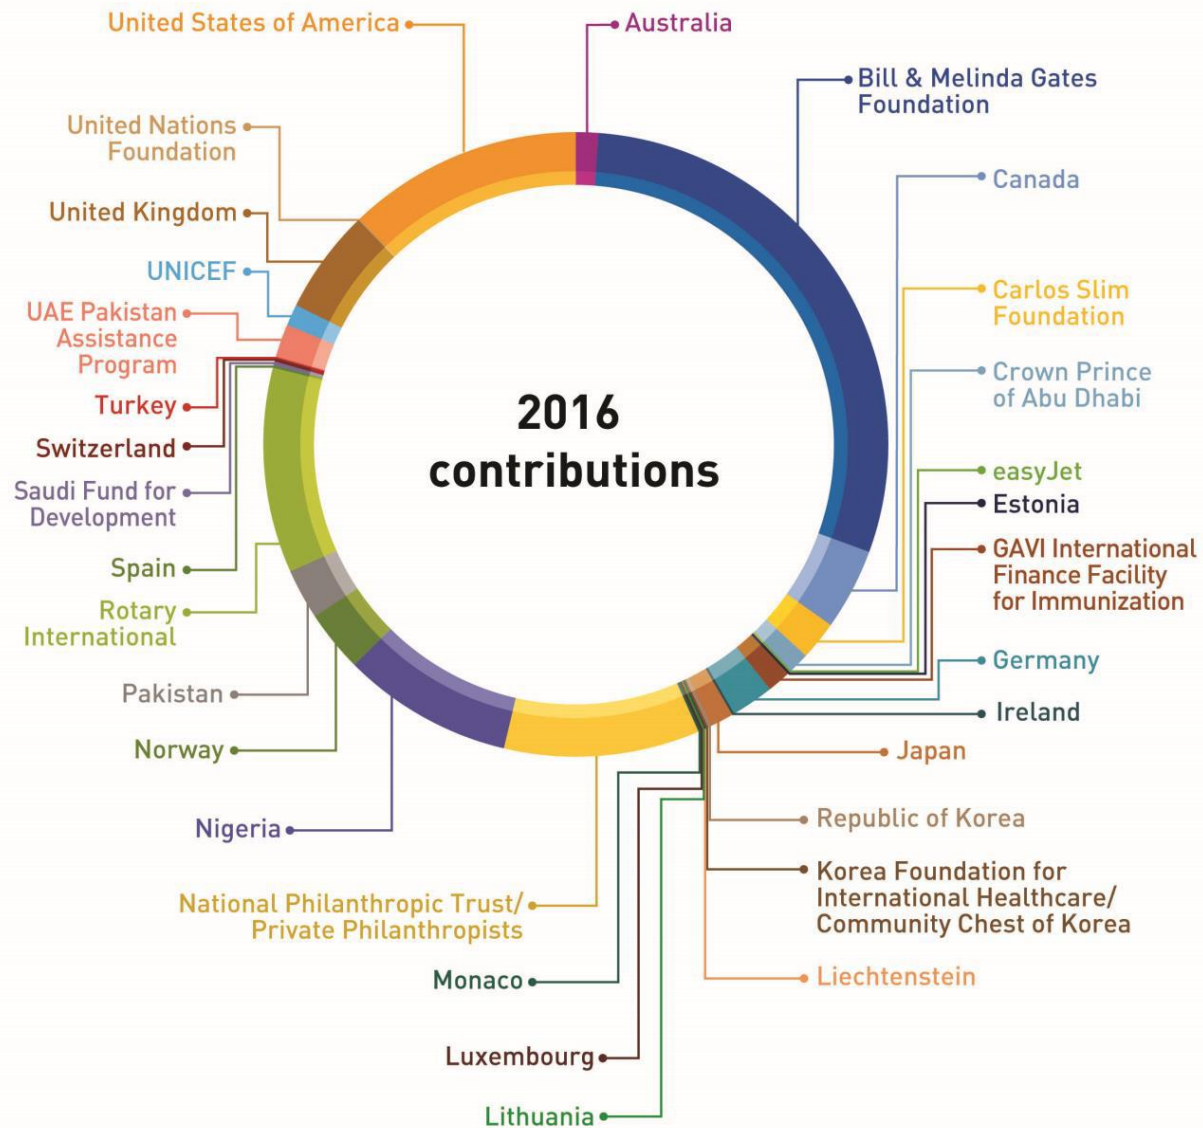 United States of America
Australia
Bill & Melinda Gates
Foundation
United Nations
Foundation
Canada
United Kingdom
UNICEF
Carlos Slim
Foundation
UAE Pakistan
Assistance
Program
Crown Prince
of Abu Dhabi
Turkey
2016
contributions
Switzerland
easyJet
Estonia
Saudi Fund for
Development
GAVI International
Finance Facility
for Immunization
Spain
Rotary
International
Germany
Pakistan
Ireland
Norway
Japan
Republic of Korea
Nigeria
Korea Foundation for
International Healthcare/
Community Chest of Korea
National Philanthropic Trust/
Private Philanthropists
Monaco
Liechtenstein
Luxembourg
Lithuania